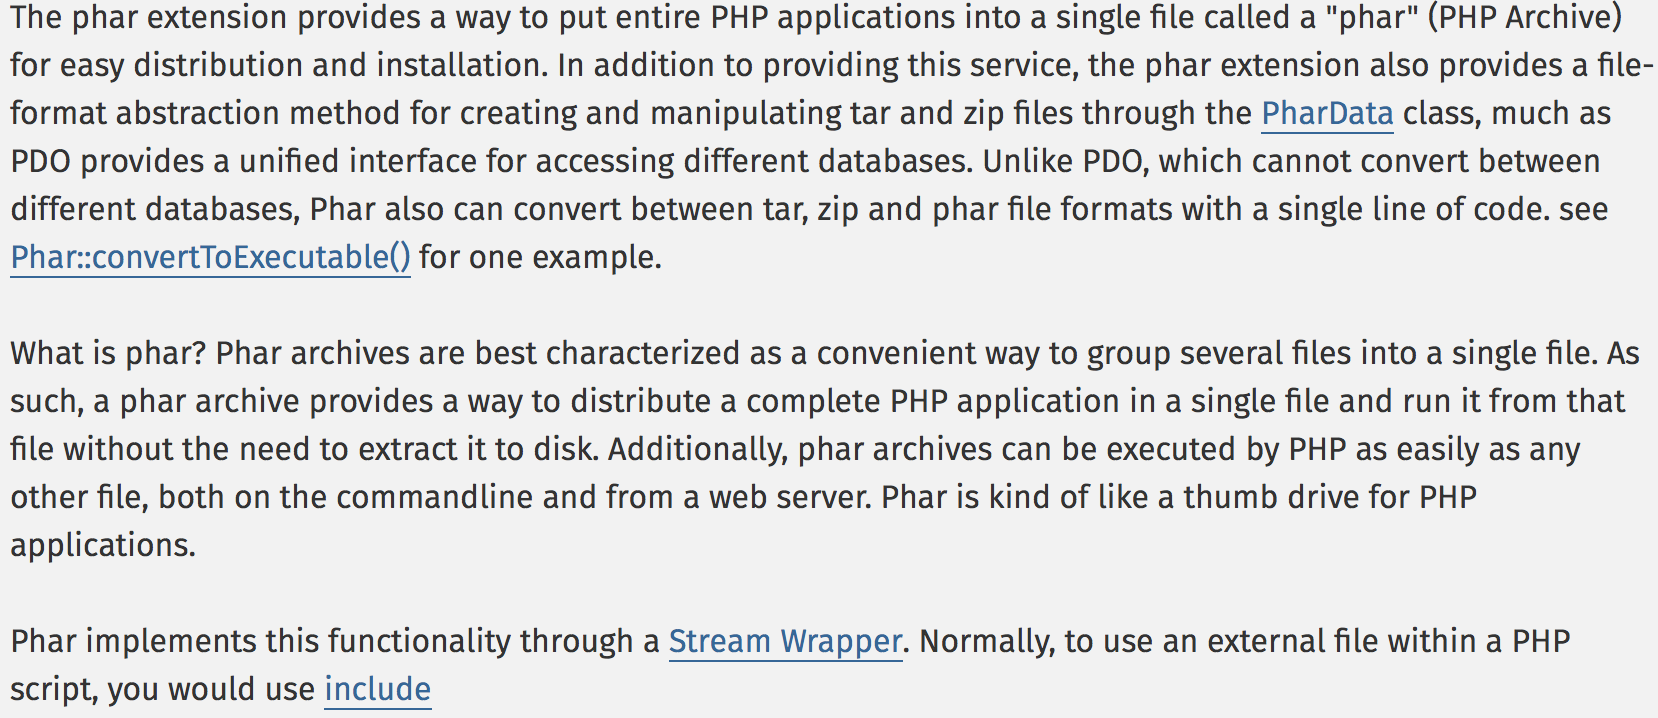 The phar extension provides a way to put entire PHP applications into a single file called a "phar" (PHP Archive)
for easy distribution and installation. In addition to providing this service, the phar extension also provides a file-
format abstraction method for creating and manipulating tar and zip files through the PharData class, much as
PDO provides a unified interface for accessing different databases. Unlike PDO, which cannot convert between
different databases, Phar also can convert between tar, zip and phar file formats with a single line of code. see
Phar::convertToExecutable() for one example.
What is phar? Phar archives are best characterized as a convenient way to group several files into a single file. As
such, a phar archive provides a way to distribute a complete PHP application in a single file and run it from that
file without the need to extract it to disk. Additionally, phar archives can be executed by PHP as easily as any
other file, both on the commandline and from a web server. Phar is kind of like a thumb drive for PHP
applications.
Phar implements this functionality through a Stream Wrapper. Normally, to use an external file within a PHP
script, you would use include